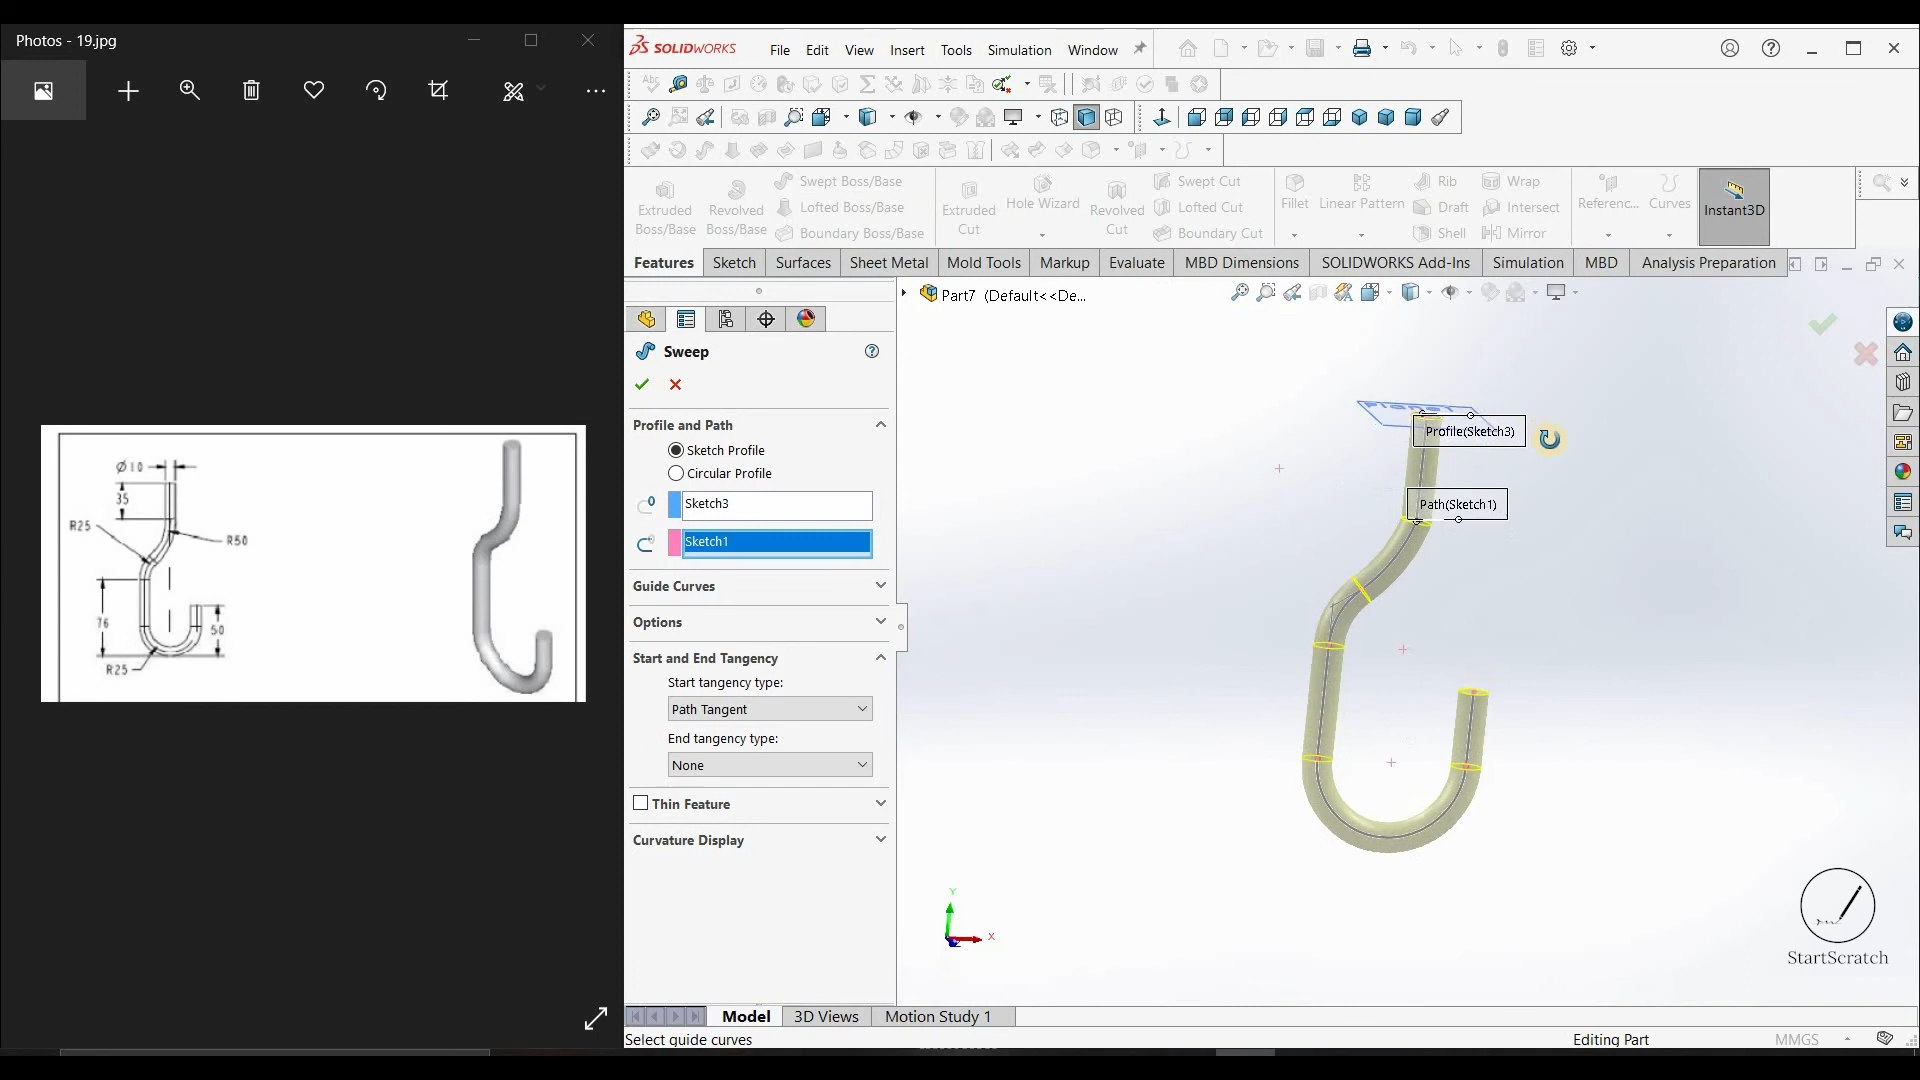 Photos - 19.jpg
SOLIDWORKS
File Edit View Insert Tools Simulation Window
Extruded Boss/Base
Revolved Boss/Base
Swept Boss/Base
Lofted Boss/Base
Boundary Boss/Base
Extruded Cut
Hole Wizard
Revolved Cut
Swept Cut
Lofted Cut
Boundary Cut
Fillet
Linear Pattern
Rib
Draft
Shell
Wrap
Intersect
Mirror
Referenc...
Curves
Instant3D
Features Sketch Surfaces Sheet Metal Mold Tools Markup Evaluate MBD Dimensions SOLIDWORKS Add-Ins Simulation MBD Analysis Preparation
Part7 (Default<<De...
Sweep
Profile and Path
Sketch Profile
Circular Profile
Sketch3
Sketch1
Guide Curves
Options
Start and End Tangency
Start tangency type:
Path Tangent
End tangency type:
None
Thin Feature
Curvature Display
Plane1
Profile(Sketch3)
Path(Sketch1)
Y
X
StartScratch
Ø10
35
R25
R50
76
50
R25
Model 3D Views Motion Study 1
Select guide curves
Editing Part
MMGS